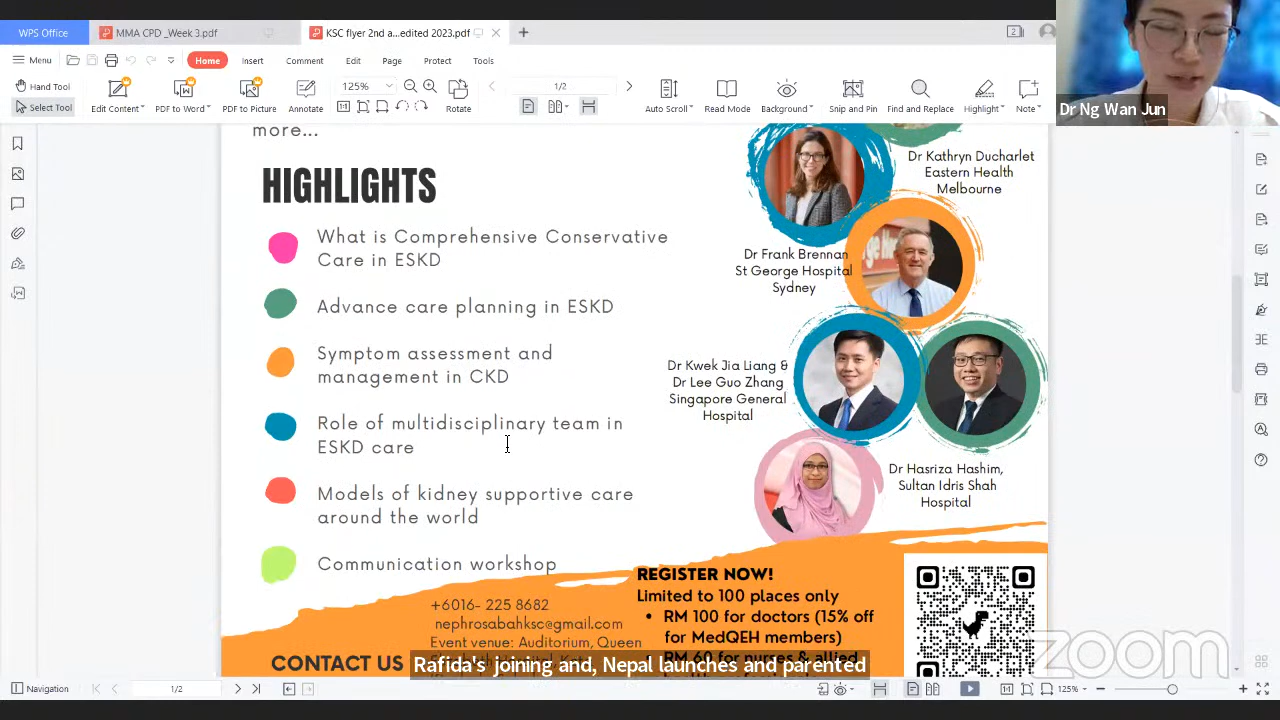 WPS Office
MMA CPD _Week 3.pdf
KSC flyer 2nd a...edited 2023.pdf
2
Menu
Home
Insert
Comment
Edit
Page
Protect
Tools
Hand Tool
Select Tool
Edit Content
PDF to Word
PDF to Picture
Annotate
125%
Rotate
1/2
Auto Scroll
Read Mode
Background
Snip and Pin
Find and Replace
Highlight
Note
Dr Ng Wan Jun
more...
HIGHLIGHTS
What is Comprehensive Conservative
Care in ESKD
Advance care planning in ESKD
Symptom assessment and
management in CKD
Role of multidisciplinary team in
ESKD care
Models of kidney supportive care
around the world
Communication workshop
Dr Kathryn Ducharlet
Eastern Health
Melbourne
Dr Frank Brennan
St George Hospital
Sydney
Dr Kwek Jia Liang &
Dr Lee Guo Zhang
Singapore General
Hospital
Dr Hasriza Hashim,
Sultan Idris Shah
Hospital
REGISTER NOW!
Limited to 100 places only
RM 100 for doctors (15% off
for MedQEH members)
RM 60 for nurses & allied
+6016- 225 8682
nephrosabahksc@gmail.com
Event venue: Auditorium, Queen
CONTACT US
Rafida's joining and, Nepal launches and parented
zoom
Navigation
1/2
125%